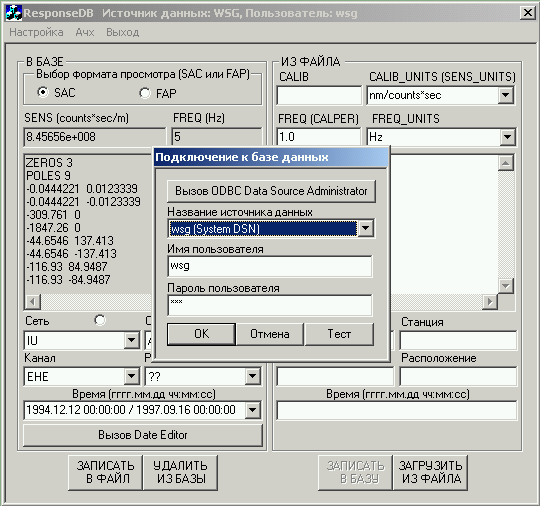 ResponseDB Источник данных: WSG, Пользователь: wsg
Настройка Ачх Выход
В БАЗЕ
Выбор формата просмотра (SAC или FAP)
SAC FAP
SENS (counts*sec/m) FREQ (Hz)
8.45656e+008 5
ZEROS 3
POLES 9
-0.0444221 0.0123339
-0.0444221 -0.0123339
-309.761 0
-1847.26 0
-44.6546 137.413
-44.6546 -137.413
-116.93 84.9487
-116.93 -84.9487
Сеть
IU
Канал
EHE ??
Время (гггг.мм.дд чч:мм:сс)
1994.12.12 00:00:00 / 1997.09.16 00:00:00
Вызов Date Editor
ЗАПИСАТЬ В ФАЙЛ
УДАЛИТЬ ИЗ БАЗЫ
ИЗ ФАЙЛА
CALIB CALIB_UNITS (SENS_UNITS)
nm/counts*sec
FREQ (CALPER) FREQ_UNITS
1.0 Hz
Станция
Расположение
Время (гггг.мм.дд чч:мм:сс)
ЗАПИСАТЬ В БАЗУ
ЗАГРУЗИТЬ ИЗ ФАЙЛА
Подключение к базе данных
Вызов ODBC Data Source Administrator
Название источника данных
wsg (System DSN)
Имя пользователя
wsg
Пароль пользователя
***
OK Отмена Тест